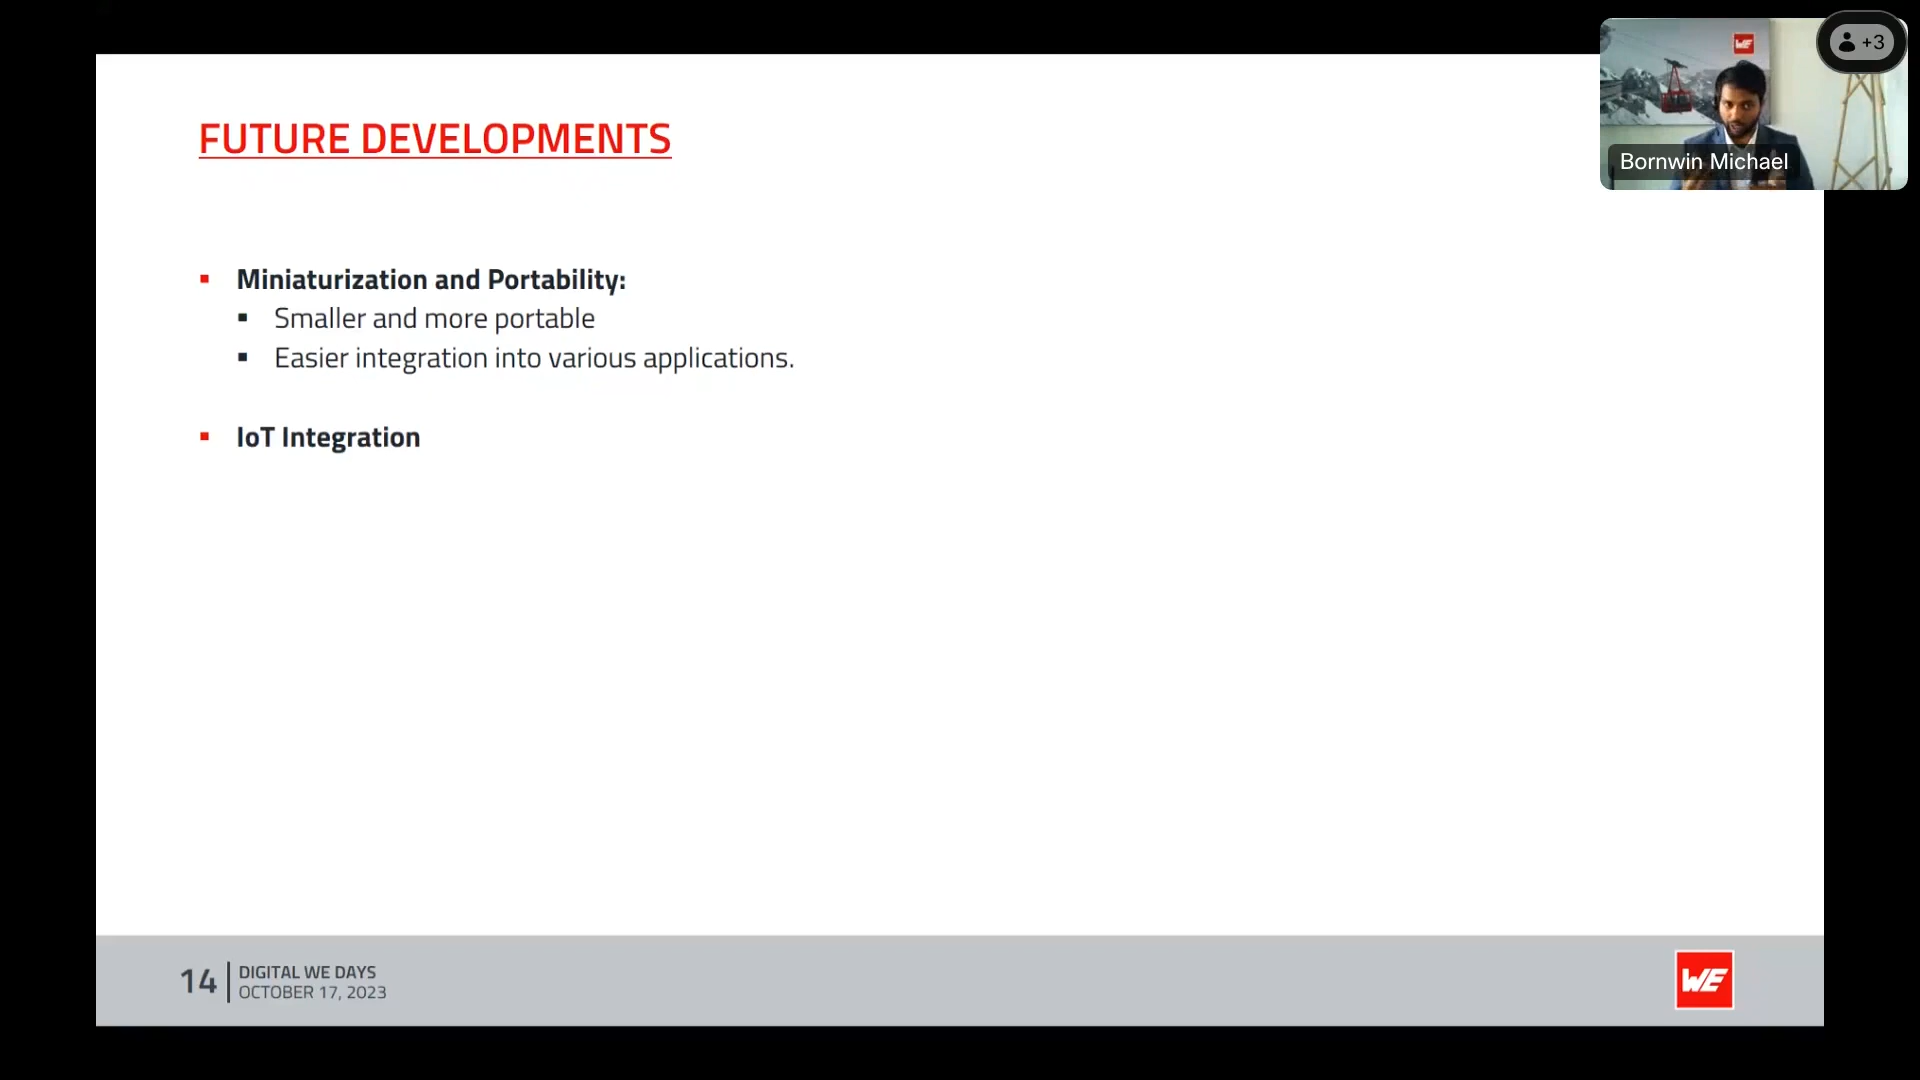 FUTURE DEVELOPMENTS
Miniaturization and Portability:
Smaller and more portable
Easier integration into various applications.
IoT Integration
14
DIGITAL WE DAYS
OCTOBER 17, 2023
WE
WE
+3
Bornwin Michael